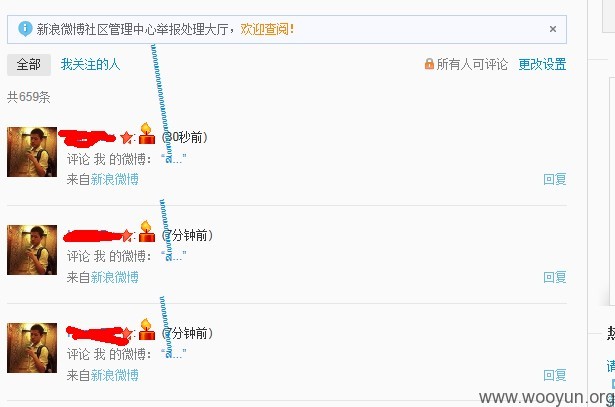 新浪微博社区管理中心举报处理大厅，欢迎查阅！ ×
全部 我关注的人 所有人可评论 更改设置
共659条
: (30秒前)
评论 我 的微博：“ ...”
来自新浪微博 回复
: (7分钟前)
评论 我 的微博：“ ...”
来自新浪微博 回复
: (7分钟前)
评论 我 的微博：“ ...”
来自新浪微博 回复
www.wooyun.org